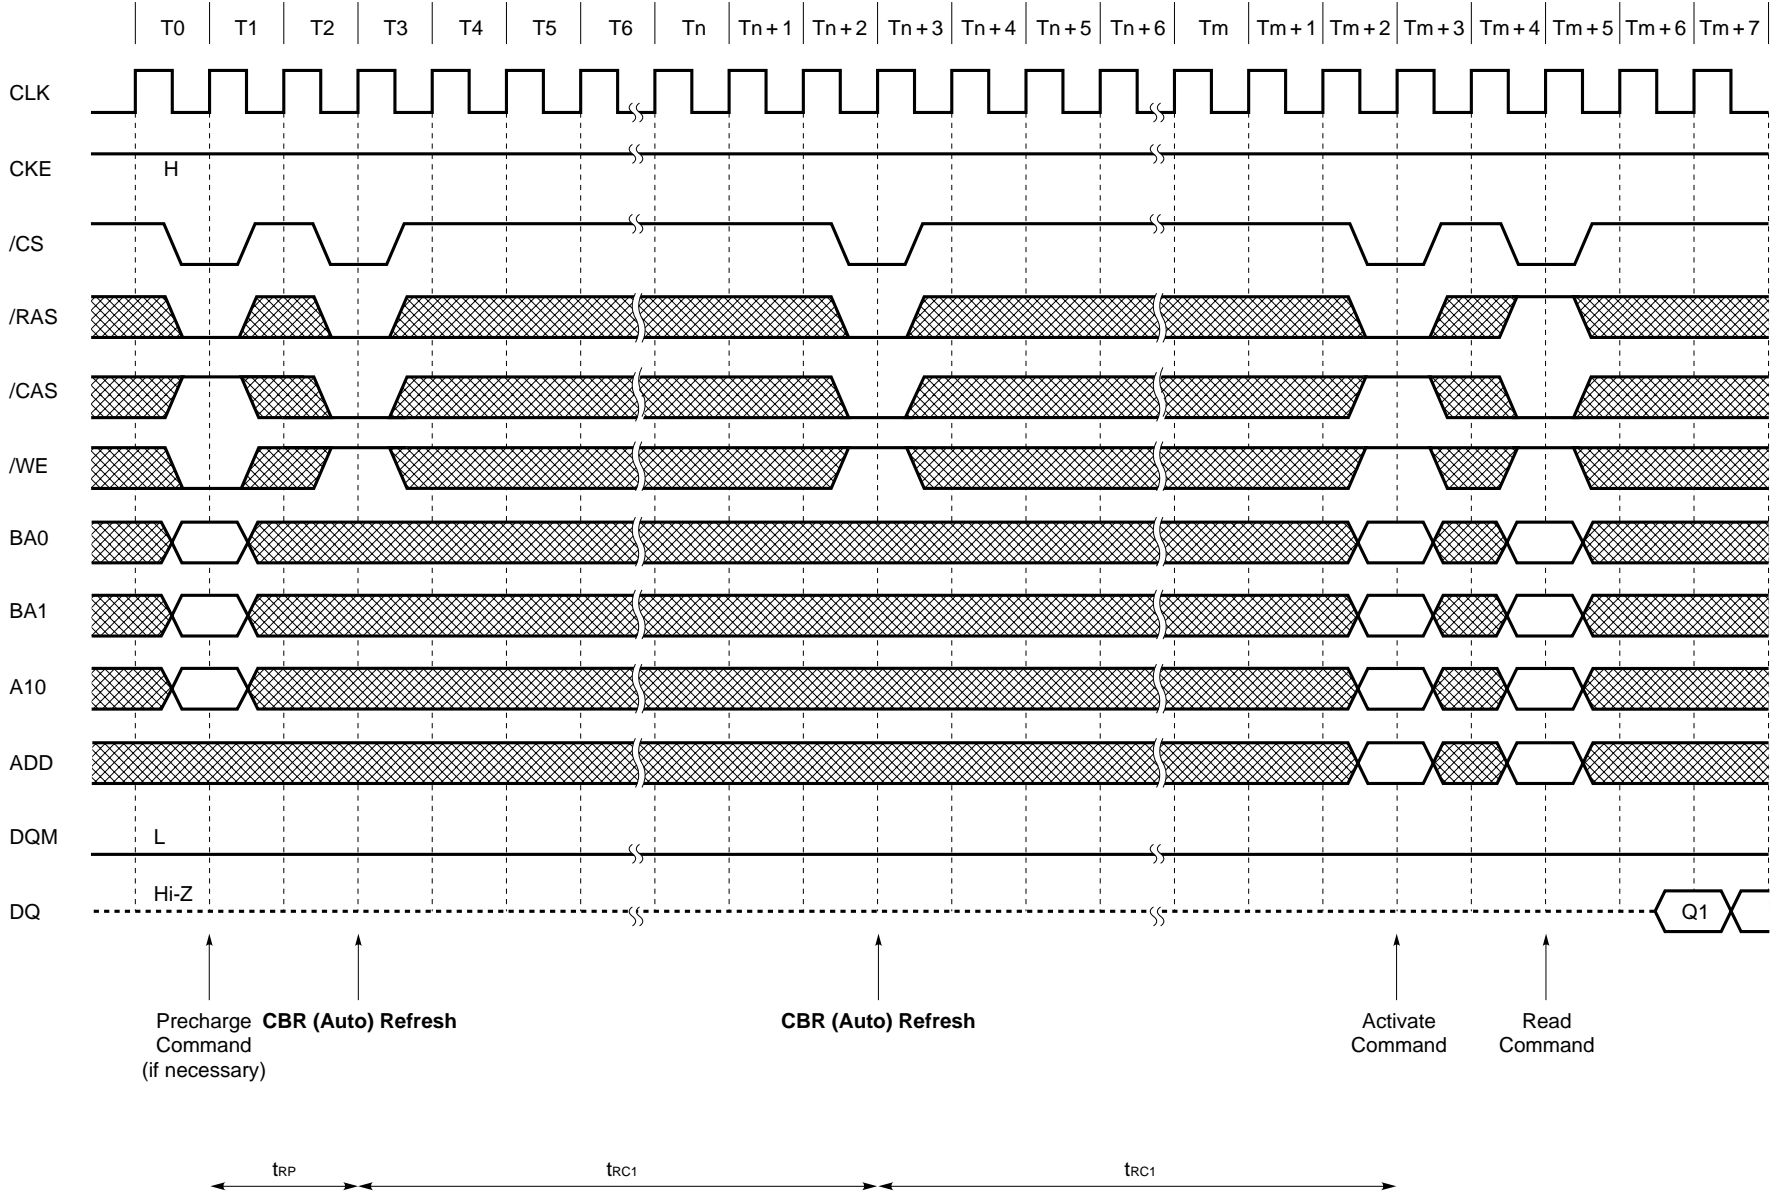 T0 T1 T2 T3 T4 T5 T6 Tn Tn + 1 Tn + 2 Tn + 3 Tn + 4 Tn + 5 Tn + 6 Tm Tm + 1 Tm + 2 Tm + 3 Tm + 4 Tm + 5 Tm + 6 Tm + 7
CLK
CKE
H
/CS
/RAS
/CAS
/WE
BA0
BA1
A10
ADD
DQM
L
DQ
Hi-Z
Q1
Precharge
Command
(if necessary)
CBR (Auto) Refresh
CBR (Auto) Refresh
Activate
Command
Read
Command
tRP
tRC1
tRC1